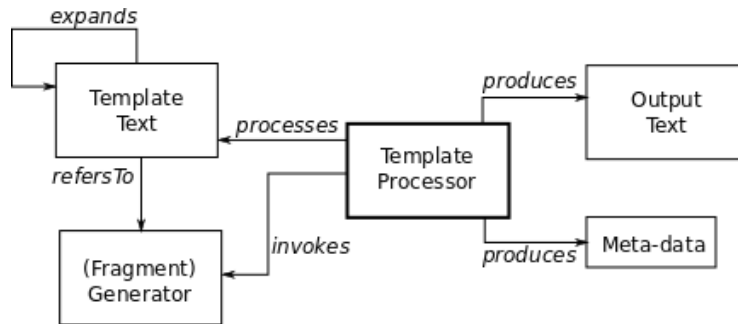 expands
Template
Text
produces
Output
Text
processes
Template
Processor
refersTo
(Fragment)
Generator
invokes
produces
Meta-data